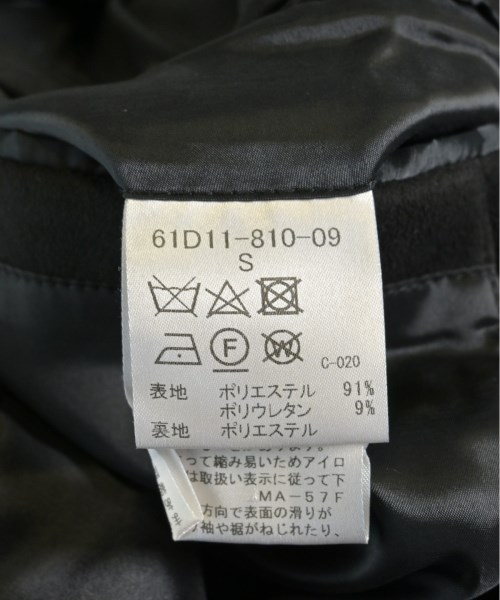 61D11-810-09
S
F W
C-020
表地 ポリエステル 91%
ポリウレタン 9%
裏地 ポリエステル
って縮み易いためアイロ
は取扱い表示に従って下
MA-57F
方向で表面の滑りが
袖や裾がねじれたり、